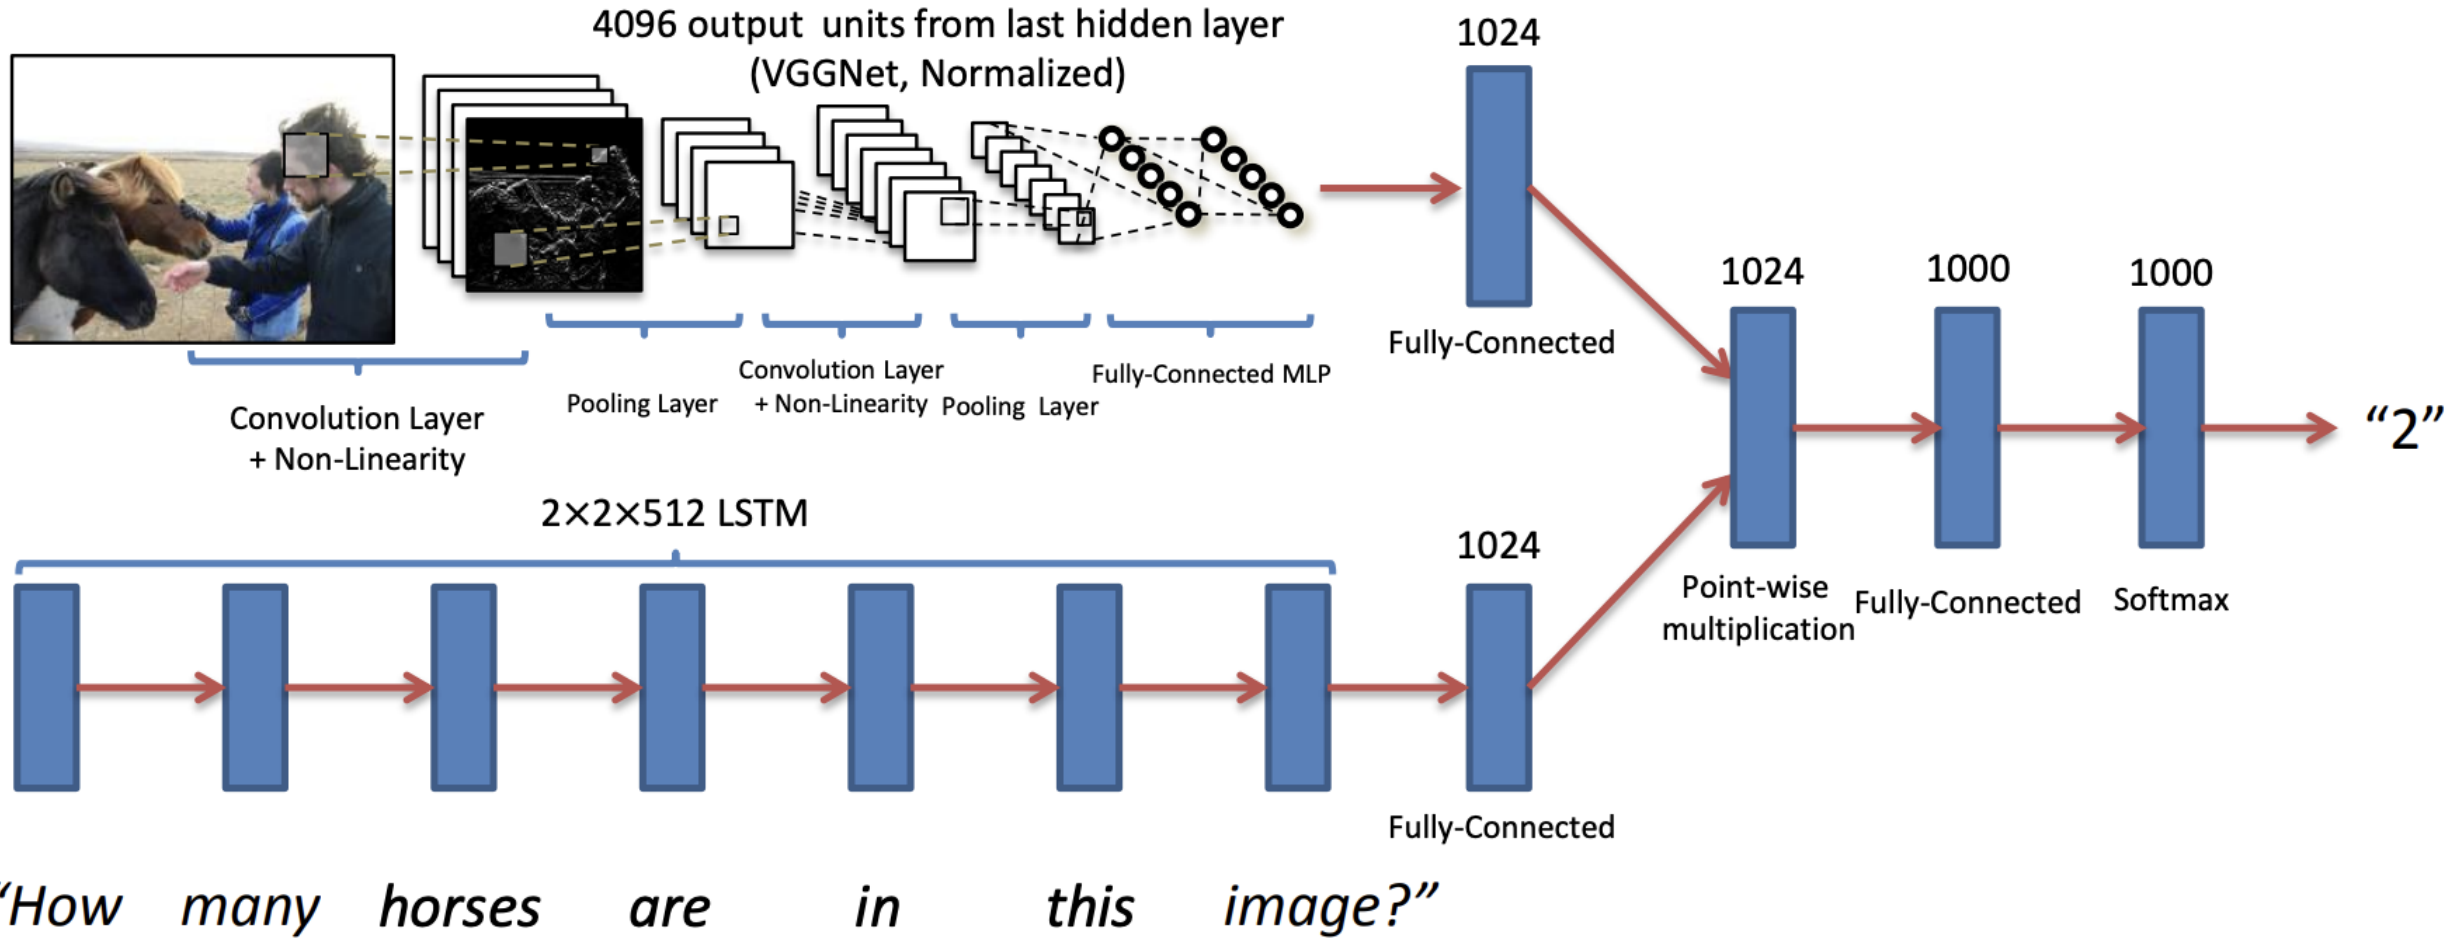 4096 output units from last hidden layer
(VGGNet, Normalized)
1024
Fully-Connected
Convolution Layer
+ Non-Linearity
Pooling Layer
Convolution Layer
+ Non-Linearity
Pooling Layer
Fully-Connected MLP
2×2×512 LSTM
1024
Fully-Connected
1024
Point-wise
multiplication
1000
Fully-Connected
1000
Softmax
“2”
“How many horses are in this image?”